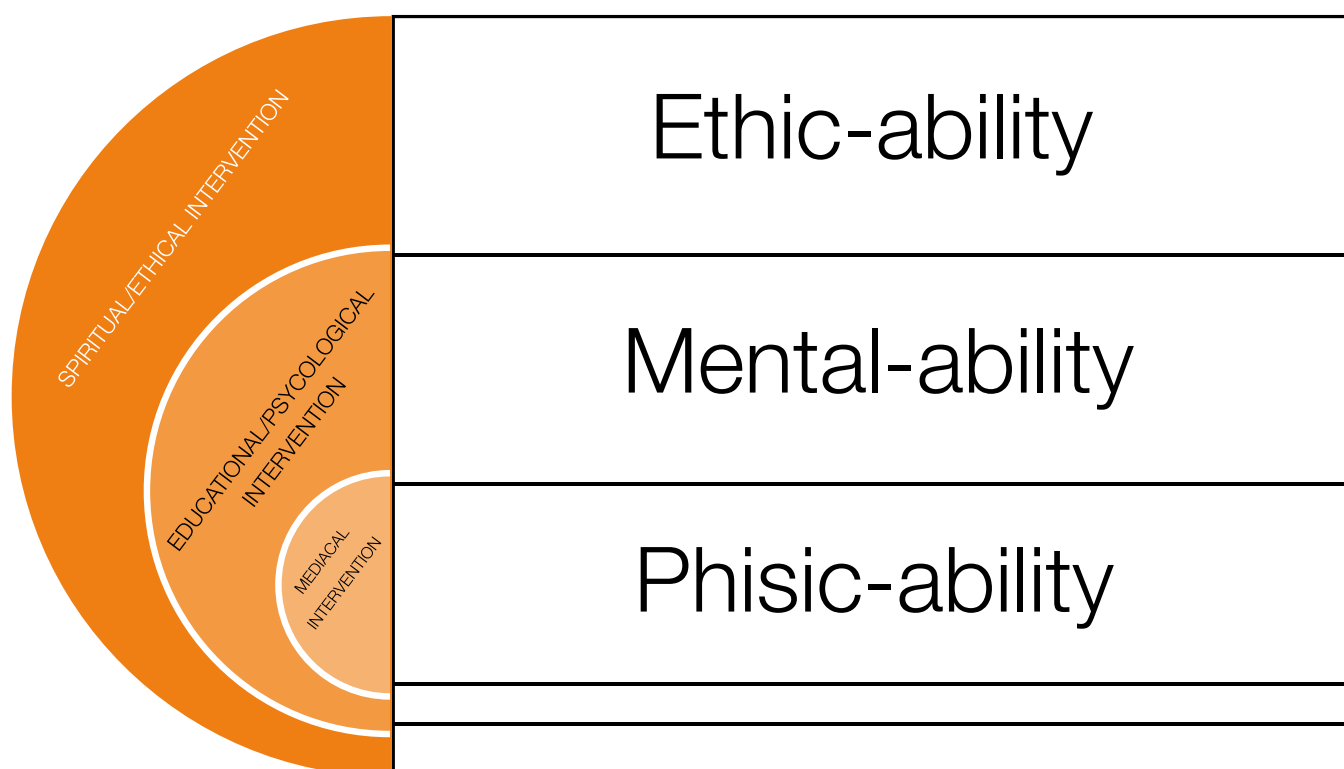 SPIRITUAL/ETHICAL INTERVENTION
EDUCATIONAL/PSYCOLOGICAL
INTERVENTION
MEDIACAL
INTERVENTION
Ethic-ability
Mental-ability
Phisic-ability